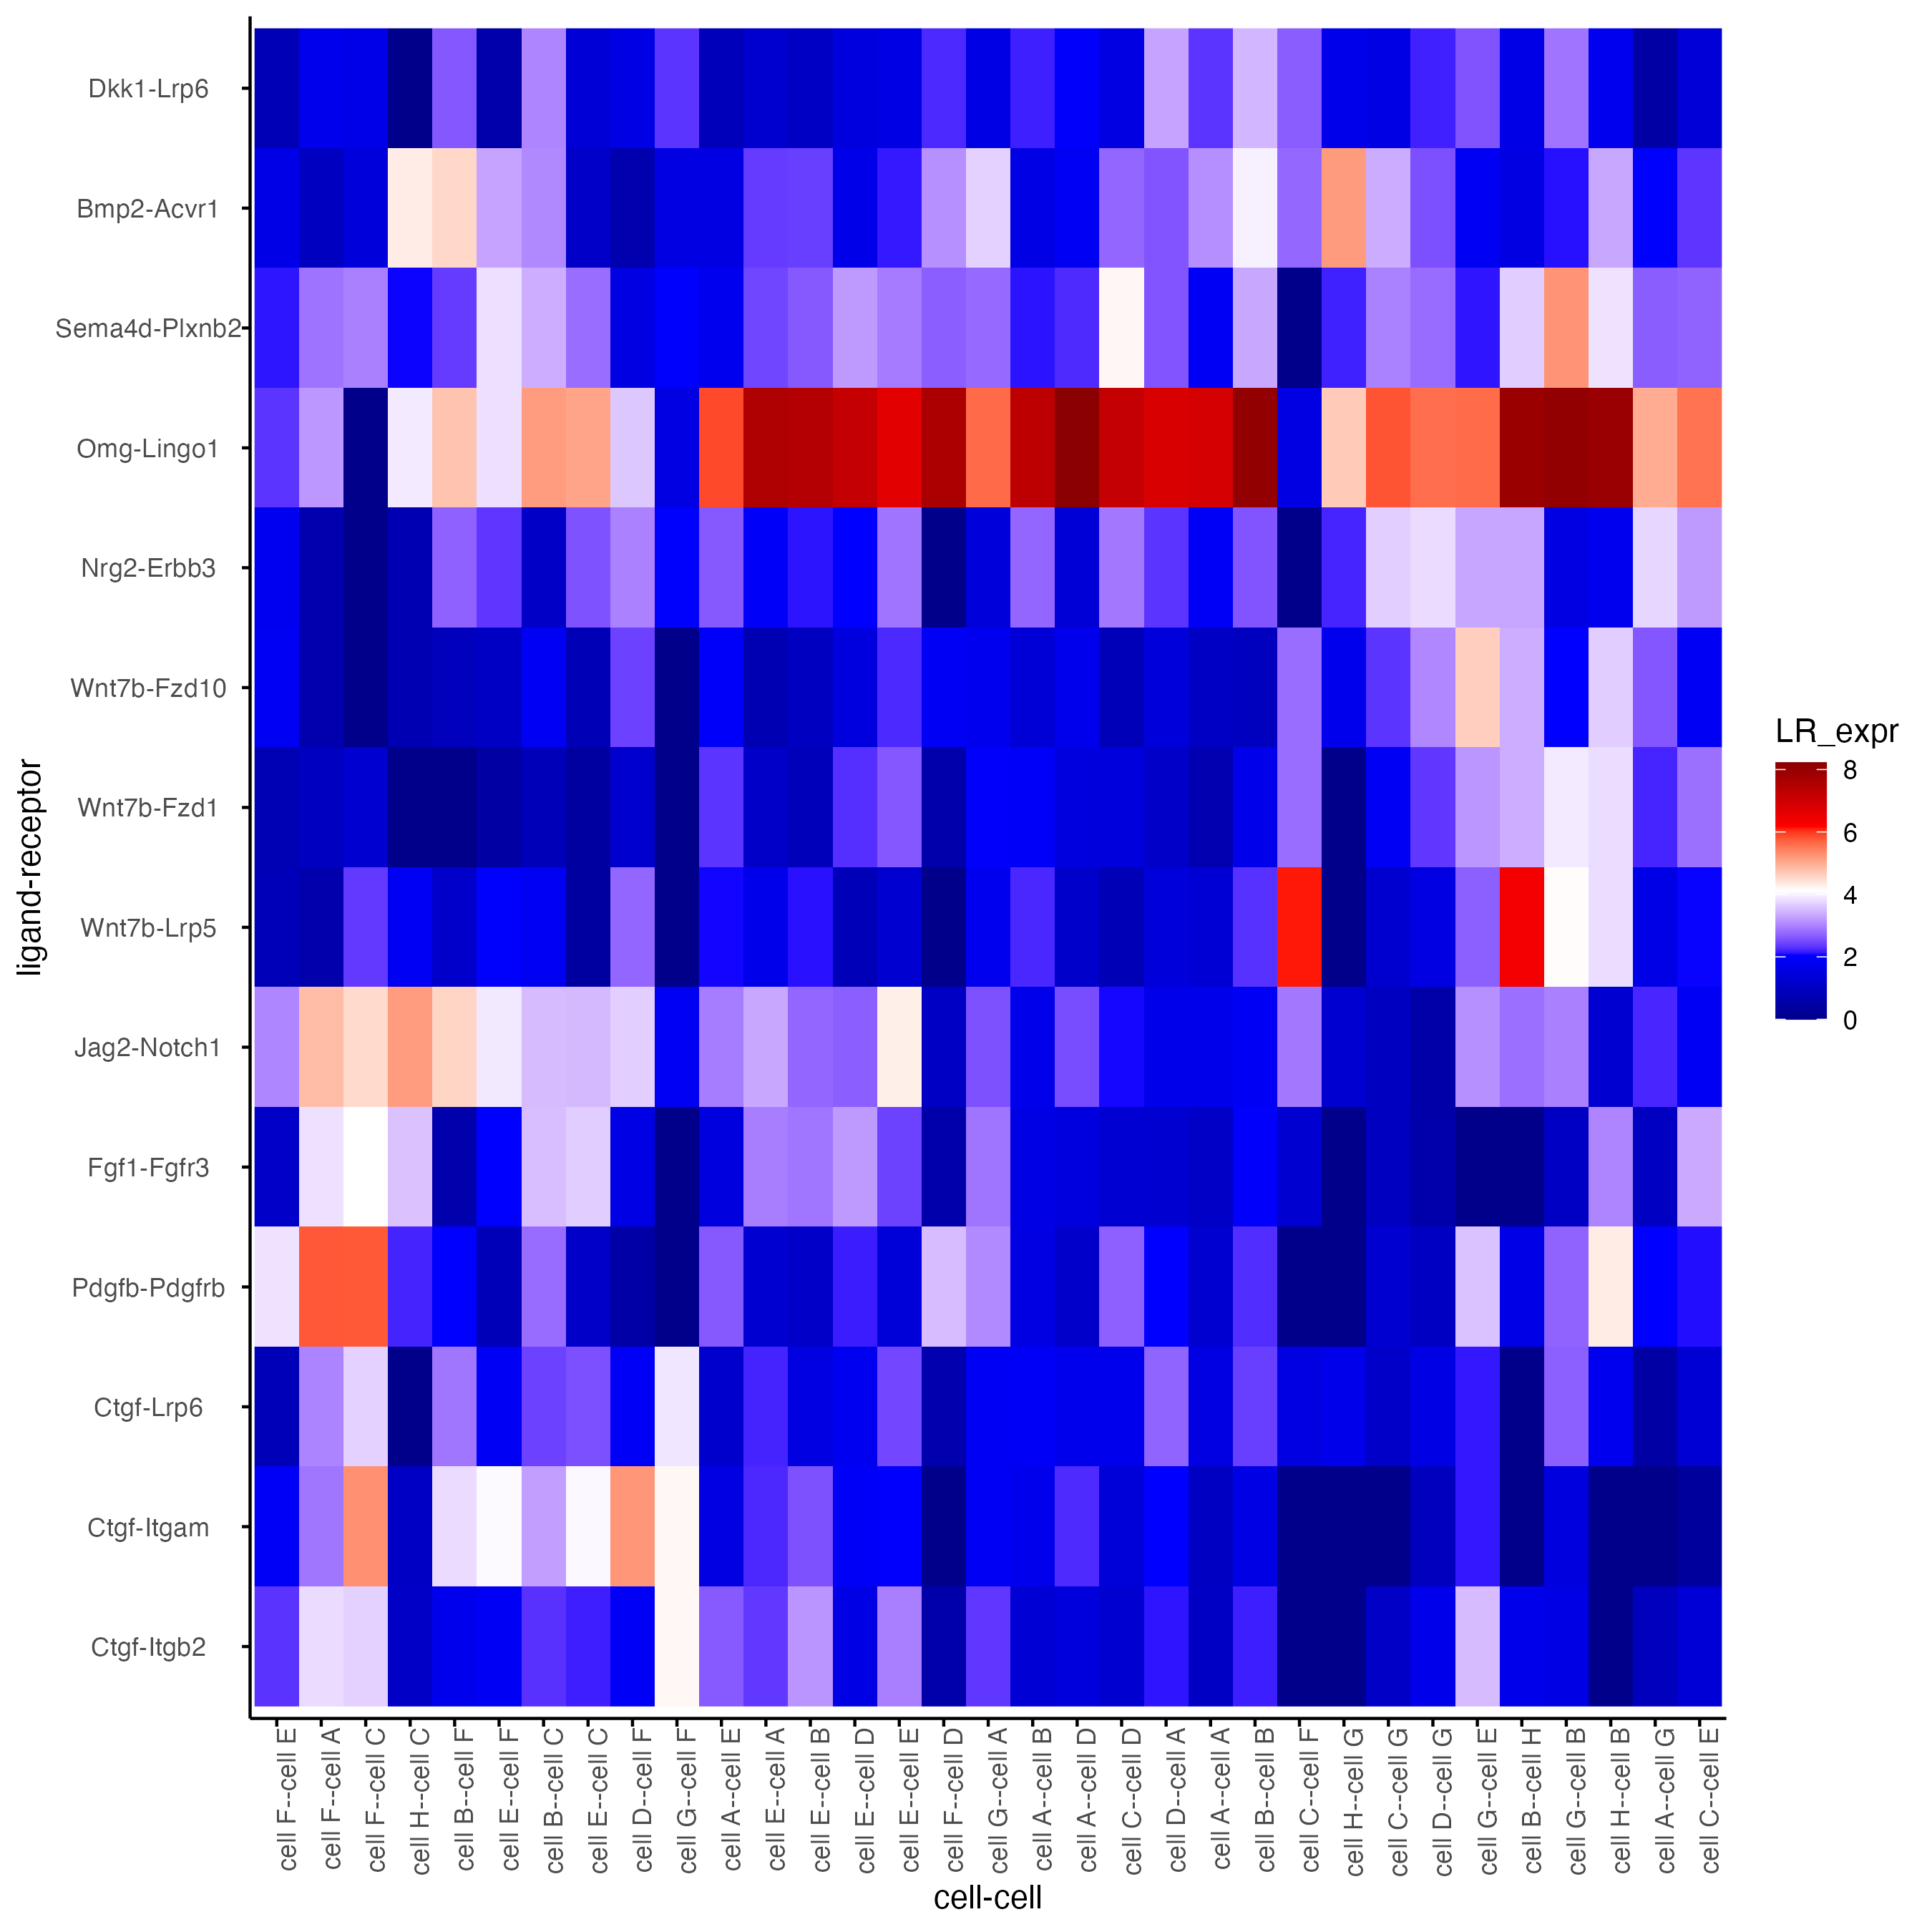 Dkk1-Lrp6
Bmp2-Acvr1
Sema4d-Plxnb2
Omg-Lingo1
Nrg2-Erbb3
Wnt7b-Fzd10
Wnt7b-Fzd1
Wnt7b-Lrp5
Jag2-Notch1
Fgf1-Fgfr3
Pdgfb-Pdgfrb
Ctgf-Lrp6
Ctgf-Itgam
Ctgf-Itgb2
ligand-receptor
cell F--cell E
cell F--cell A
cell F--cell C
cell H--cell C
cell B--cell F
cell E--cell F
cell B--cell C
cell E--cell C
cell D--cell F
cell G--cell F
cell A--cell E
cell E--cell A
cell E--cell B
cell E--cell D
cell E--cell E
cell F--cell D
cell G--cell A
cell A--cell B
cell A--cell D
cell C--cell D
cell D--cell A
cell A--cell A
cell B--cell B
cell C--cell F
cell H--cell G
cell C--cell G
cell D--cell G
cell G--cell E
cell B--cell H
cell G--cell B
cell H--cell B
cell A--cell G
cell C--cell E
cell-cell
LR_expr
8
6
4
2
0